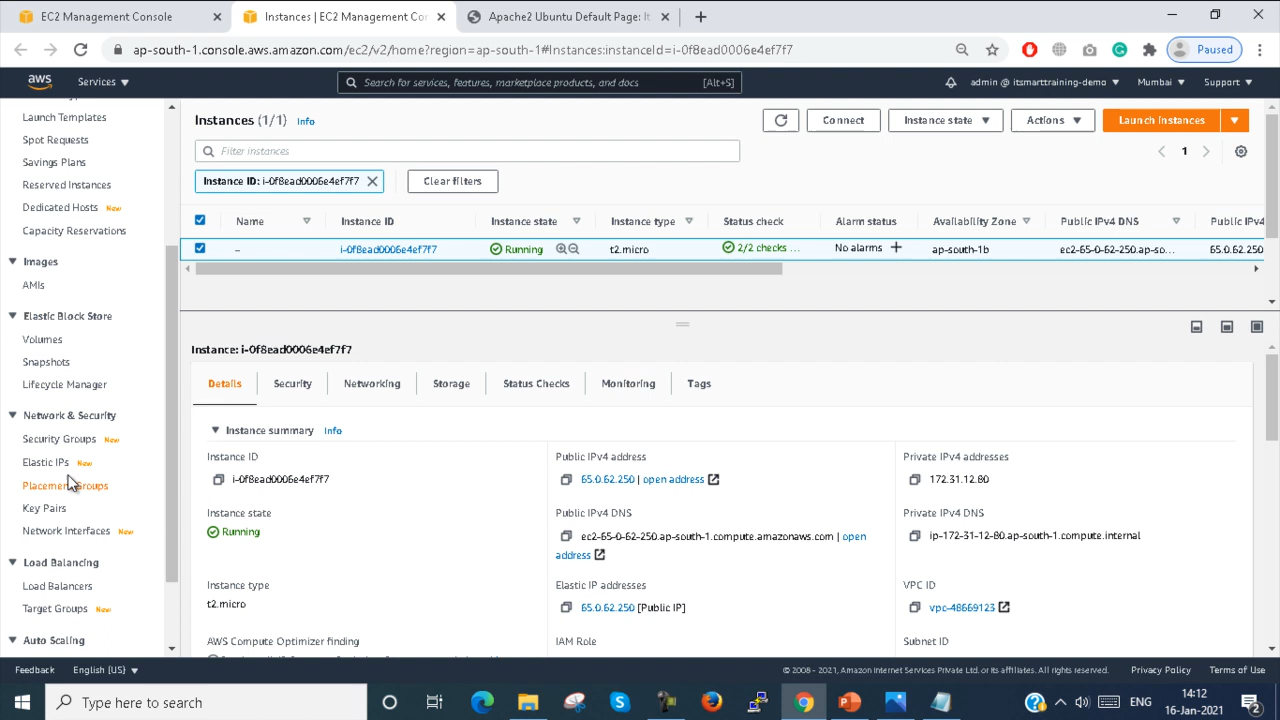 EC2 Management Console
Instances | EC2 Management Con
Apache2 Ubuntu Default Page: It
ap-south-1.console.aws.amazon.com/ec2/v2/home?region=ap-south-1#Instances:instanceId=i-0f8ead0006e4ef7f7
Paused
aws
Services
Search for services, features, marketplace products, and docs
[Alt+S]
admin @ itsmarttraining-demo
Mumbai
Support
Launch Templates
Spot Requests
Savings Plans
Reserved Instances
Dedicated Hosts New
Capacity Reservations
Images
AMIs
Elastic Block Store
Volumes
Snapshots
Lifecycle Manager
Network & Security
Security Groups New
Elastic IPs New
Placement Groups
Key Pairs
Network Interfaces New
Load Balancing
Load Balancers
Target Groups New
Auto Scaling
Instances (1/1) Info
Connect
Instance state
Actions
Launch instances
Filter instances
1
Instance ID: i-0f8ead0006e4ef7f7
Clear filters
Name
Instance ID
Instance state
Instance type
Status check
Alarm status
Availability Zone
Public IPv4 DNS
Public IPv4
–
i-0f8ead0006e4ef7f7
Running
t2.micro
2/2 checks ...
No alarms
ap-south-1b
ec2-65-0-62-250.ap-so...
65.0.62.250
Instance: i-0f8ead0006e4ef7f7
Details
Security
Networking
Storage
Status Checks
Monitoring
Tags
Instance summary Info
Instance ID
i-0f8ead0006e4ef7f7
Public IPv4 address
65.0.62.250 | open address
Private IPv4 addresses
172.31.12.80
Instance state
Running
Public IPv4 DNS
ec2-65-0-62-250.ap-south-1.compute.amazonaws.com | open
address
Private IPv4 DNS
ip-172-31-12-80.ap-south-1.compute.internal
Instance type
t2.micro
Elastic IP addresses
65.0.62.250 [Public IP]
VPC ID
vpc-48669123
AWS Compute Optimizer finding
IAM Role
Subnet ID
Feedback
English (US)
© 2008 - 2021, Amazon Internet Services Private Ltd. or its affiliates. All rights reserved.
Privacy Policy
Terms of Use
Type here to search
ENG
14:12
16-Jan-2021
2